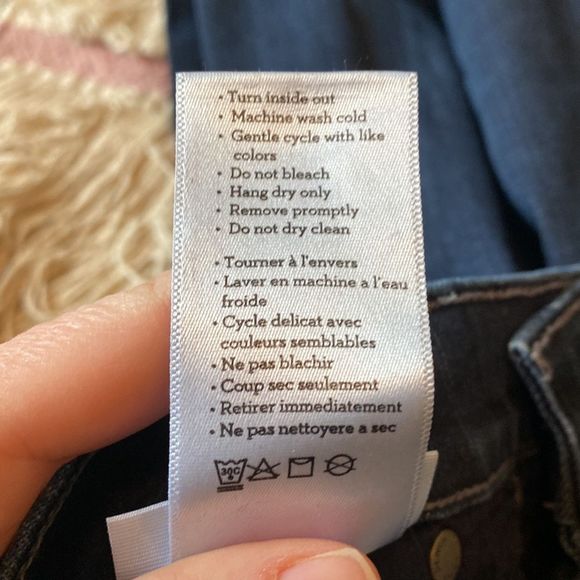 • Turn inside out
• Machine wash cold
• Gentle cycle with like
colors
• Do not bleach
• Hang dry only
• Remove promptly
• Do not dry clean
• Tourner à l'envers
• Laver en machine a l'eau
froide
• Cycle delicat avec
couleurs semblables
• Ne pas blachir
• Coup sec seulement
• Retirer immediatement
• Ne pas nettoyere a sec
30C